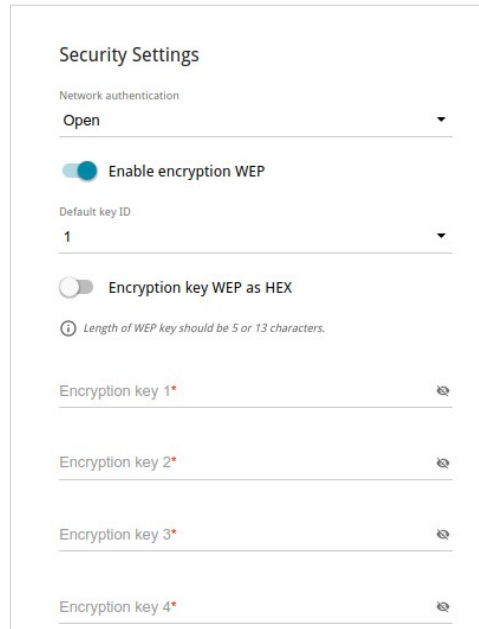 Security Settings
Network authentication
Open
Enable encryption WEP
Default key ID
1
Encryption key WEP as HEX
Length of WEP key should be 5 or 13 characters.
Encryption key 1*
Encryption key 2*
Encryption key 3*
Encryption key 4*